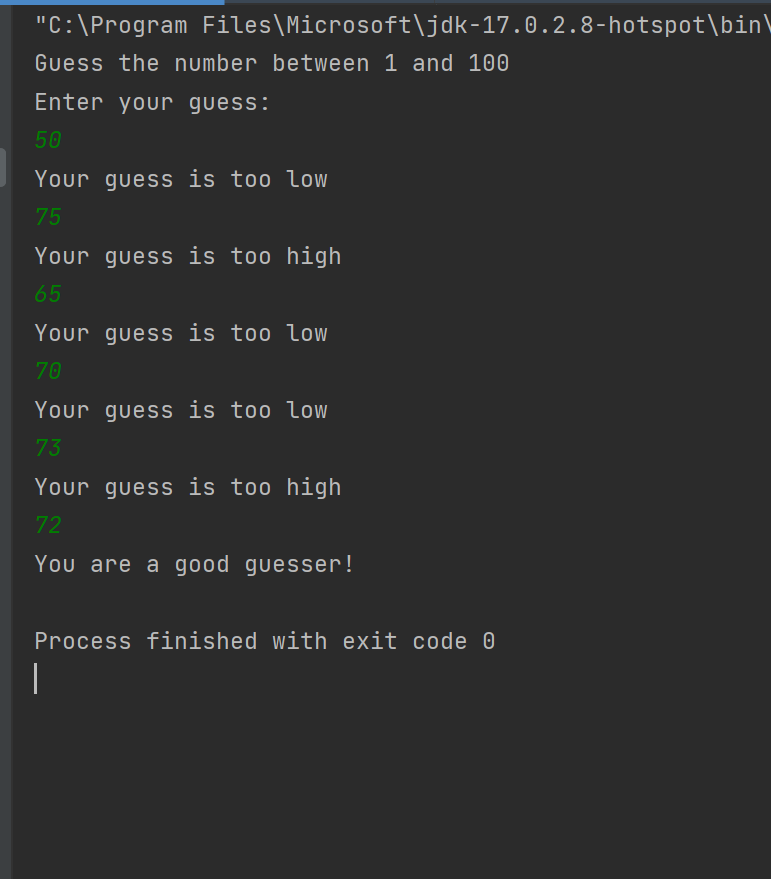 "C:\Program Files\Microsoft\jdk-17.0.2.8-hotspot\bin\
Guess the number between 1 and 100
Enter your guess:
50
Your guess is too low
75
Your guess is too high
65
Your guess is too low
70
Your guess is too low
73
Your guess is too high
72
You are a good guesser!
Process finished with exit code 0